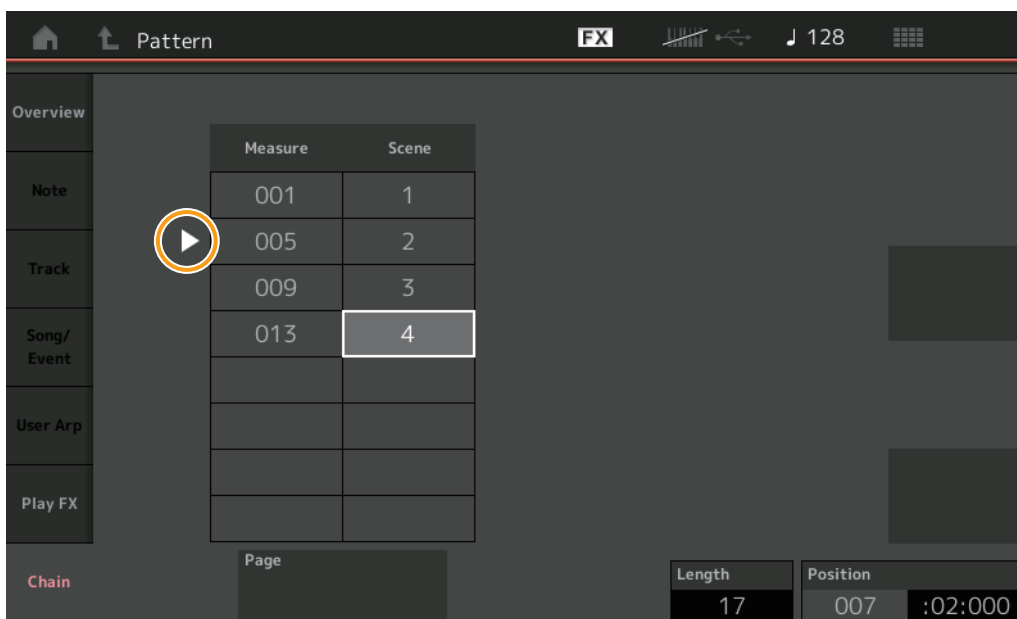 Pattern FX ♩ 128
Overview
Note
Track
Song/
Event
User Arp
Play FX
Chain
Measure Scene
001 1
005 2
009 3
013 4
Page
Length
17
Position
007 :02:000